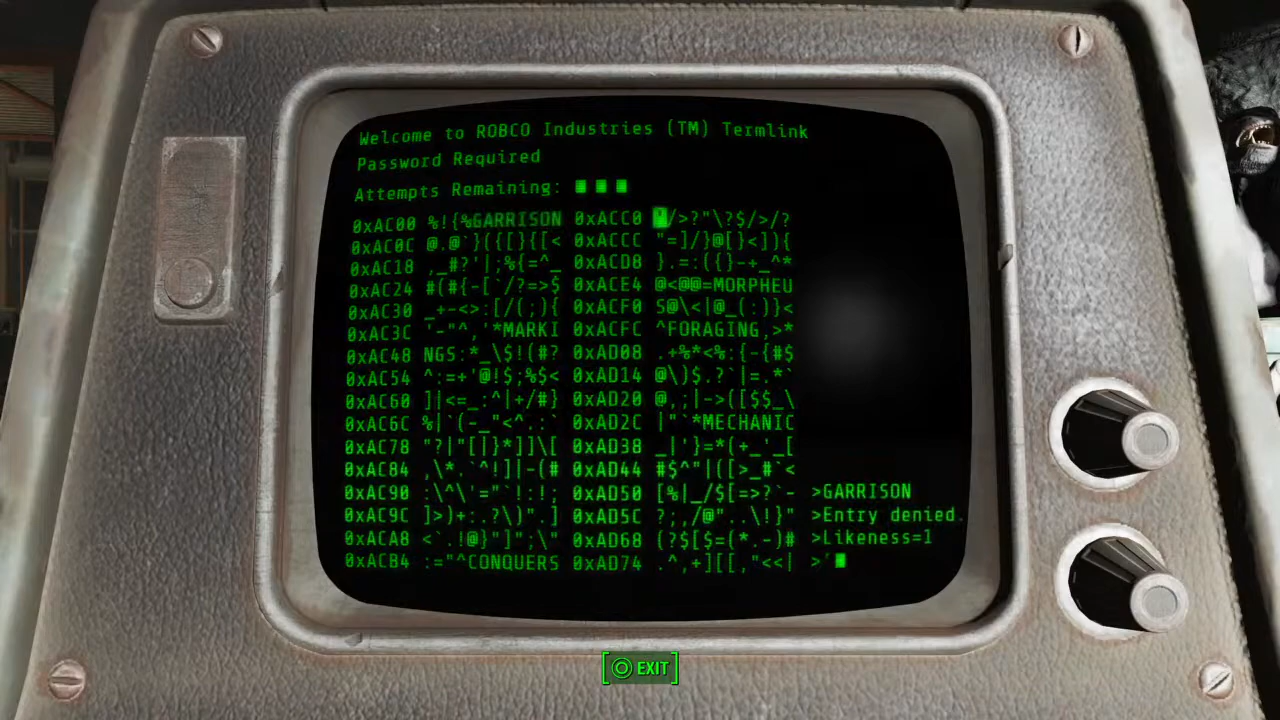 Welcome to ROBCO Industries (TM) Termlink
Password Required
Attempts Remaining: ■ ■ ■
0xAC00 %!{%GARRISON 0xACC0 '/>?"\?$/>/?
0xAC0C @.@`}({[}{[< 0xACCC "=]/}@[}<]){
0xAC18 ,_#?'|;%{=^_ 0xACD8 }.=:({}-+_^*
0xAC24 #(#{-[`/?=>$ 0xACE4 @<@@=MORPHEU
0xAC30 _+-<>:[/(;){ 0xACF0 S@\<|@_(:)}<
0xAC3C '-"^,'*MARKI 0xACFC ^FORAGING,>*
0xAC48 NGS:*_\$!(#? 0xAD08 .+%*<%:{-{#$
0xAC54 ^:=+'@!$;%$< 0xAD14 @\)$.?`|=.*`
0xAC60 ]|<=_:^|+/#} 0xAD20 @,;|->([$$_\
0xAC6C %|`(-_"<^.:` 0xAD2C |"`*MECHANIC
0xAC78 "?|"[|}*]]\[ 0xAD38 _|'}=*(+_'_[
0xAC84 ,\*.`^!]|-(# 0xAD44 #$^"|([>_#`<
0xAC90 :\^\'="`!:!; 0xAD50 [%|_/$[=>?`- >GARRISON
0xAC9C ]>)+:.?\)".] 0xAD5C ?;,/@"..\!}" >Entry denied.
0xACA8 <`.!@}"]";\" 0xAD68 (?$[$=(*.-)# >Likeness=1
0xACB4 :="^CONQUERS 0xAD74 .^,+][[,"<<| >'■
[◯ EXIT]